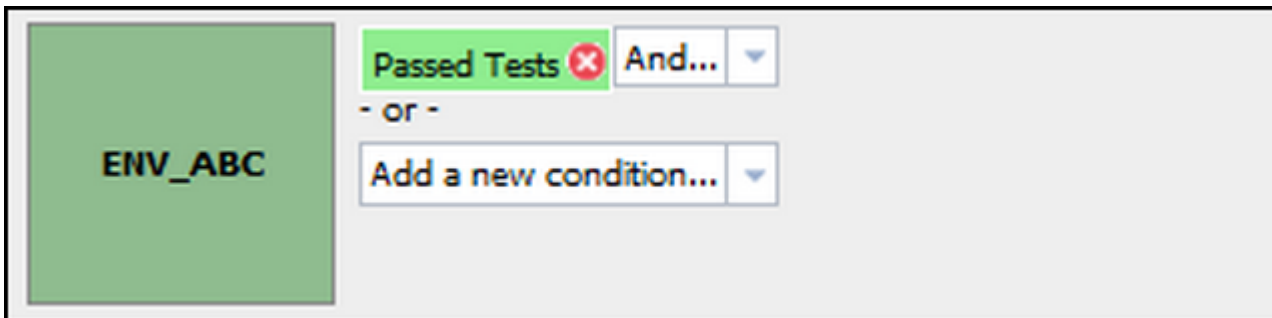 Passed Tests And...
- or -
ENV_ABC
Add a new condition...